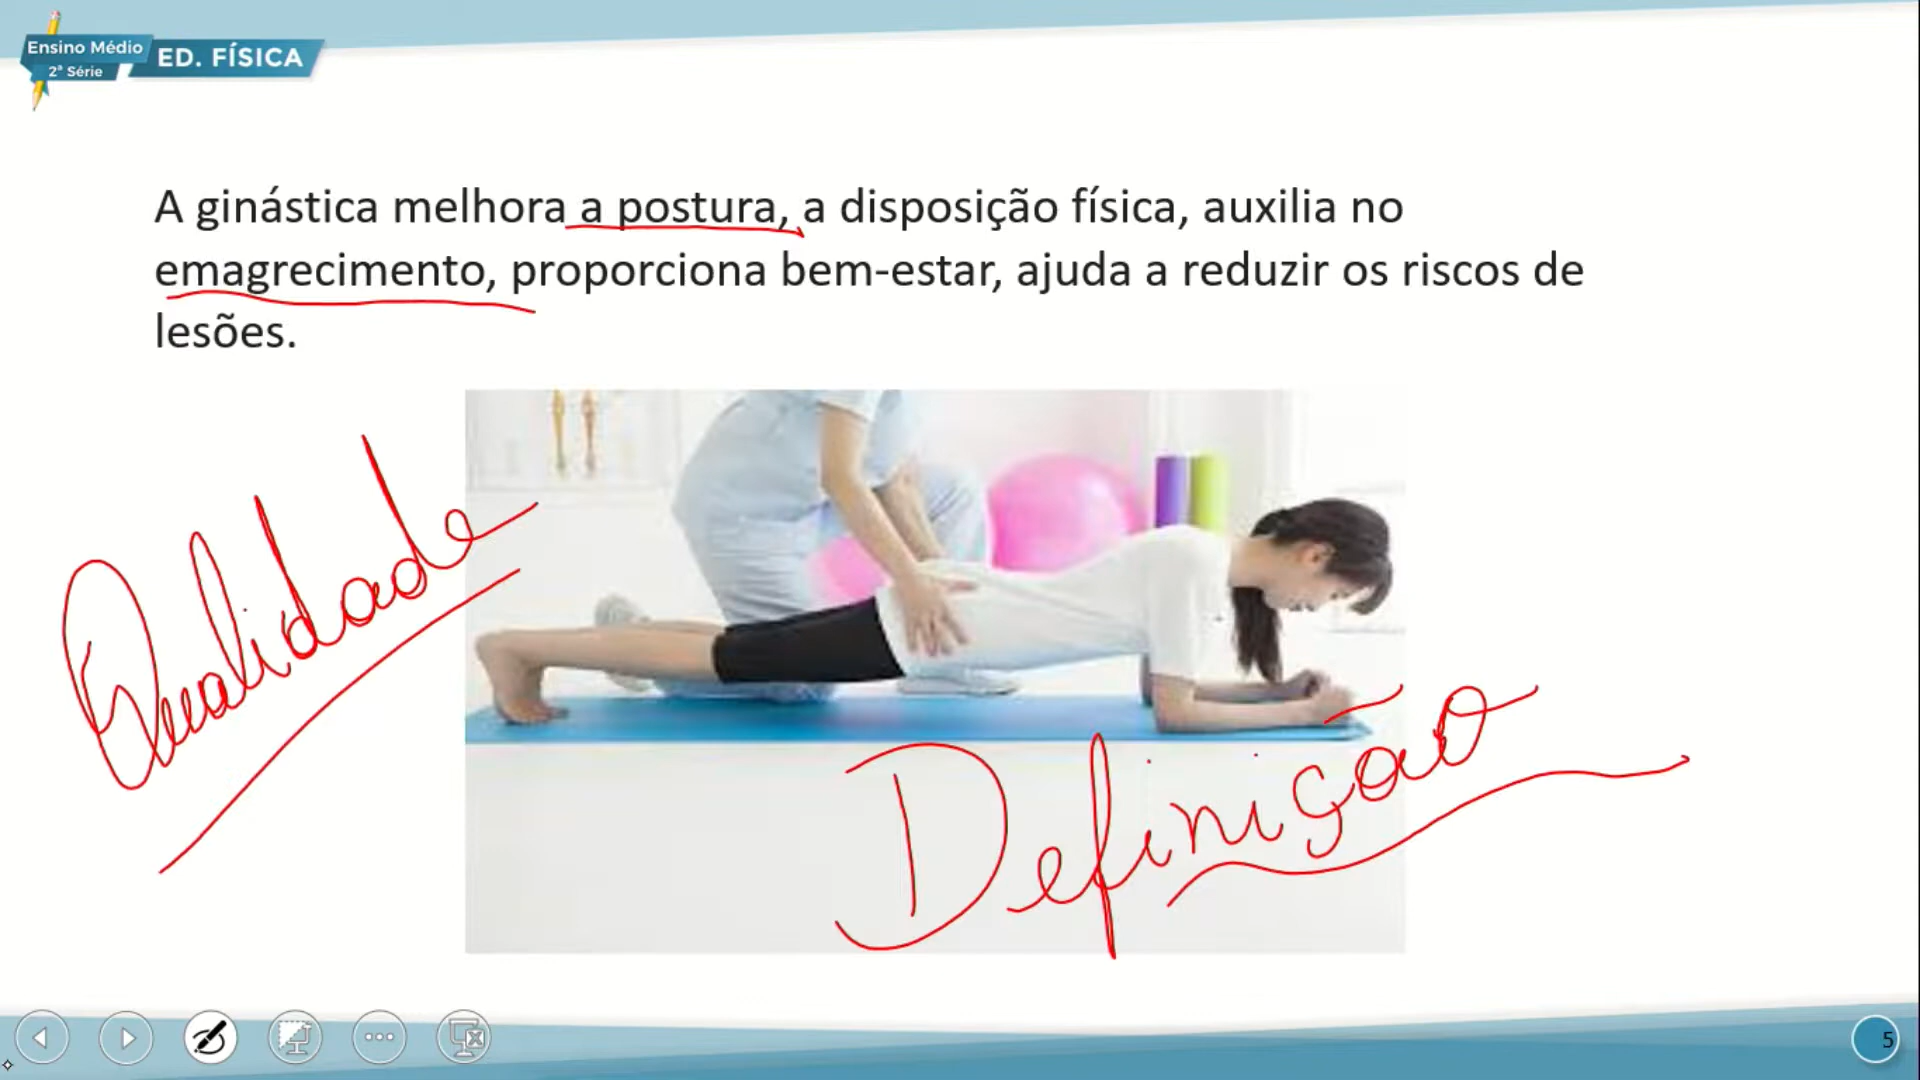 Ensino Médio
2ª Série
ED. FÍSICA
A ginástica melhora a postura, a disposição física, auxilia no
emagrecimento, proporciona bem-estar, ajuda a reduzir os riscos de
lesões.
Qualidade
Definição
5